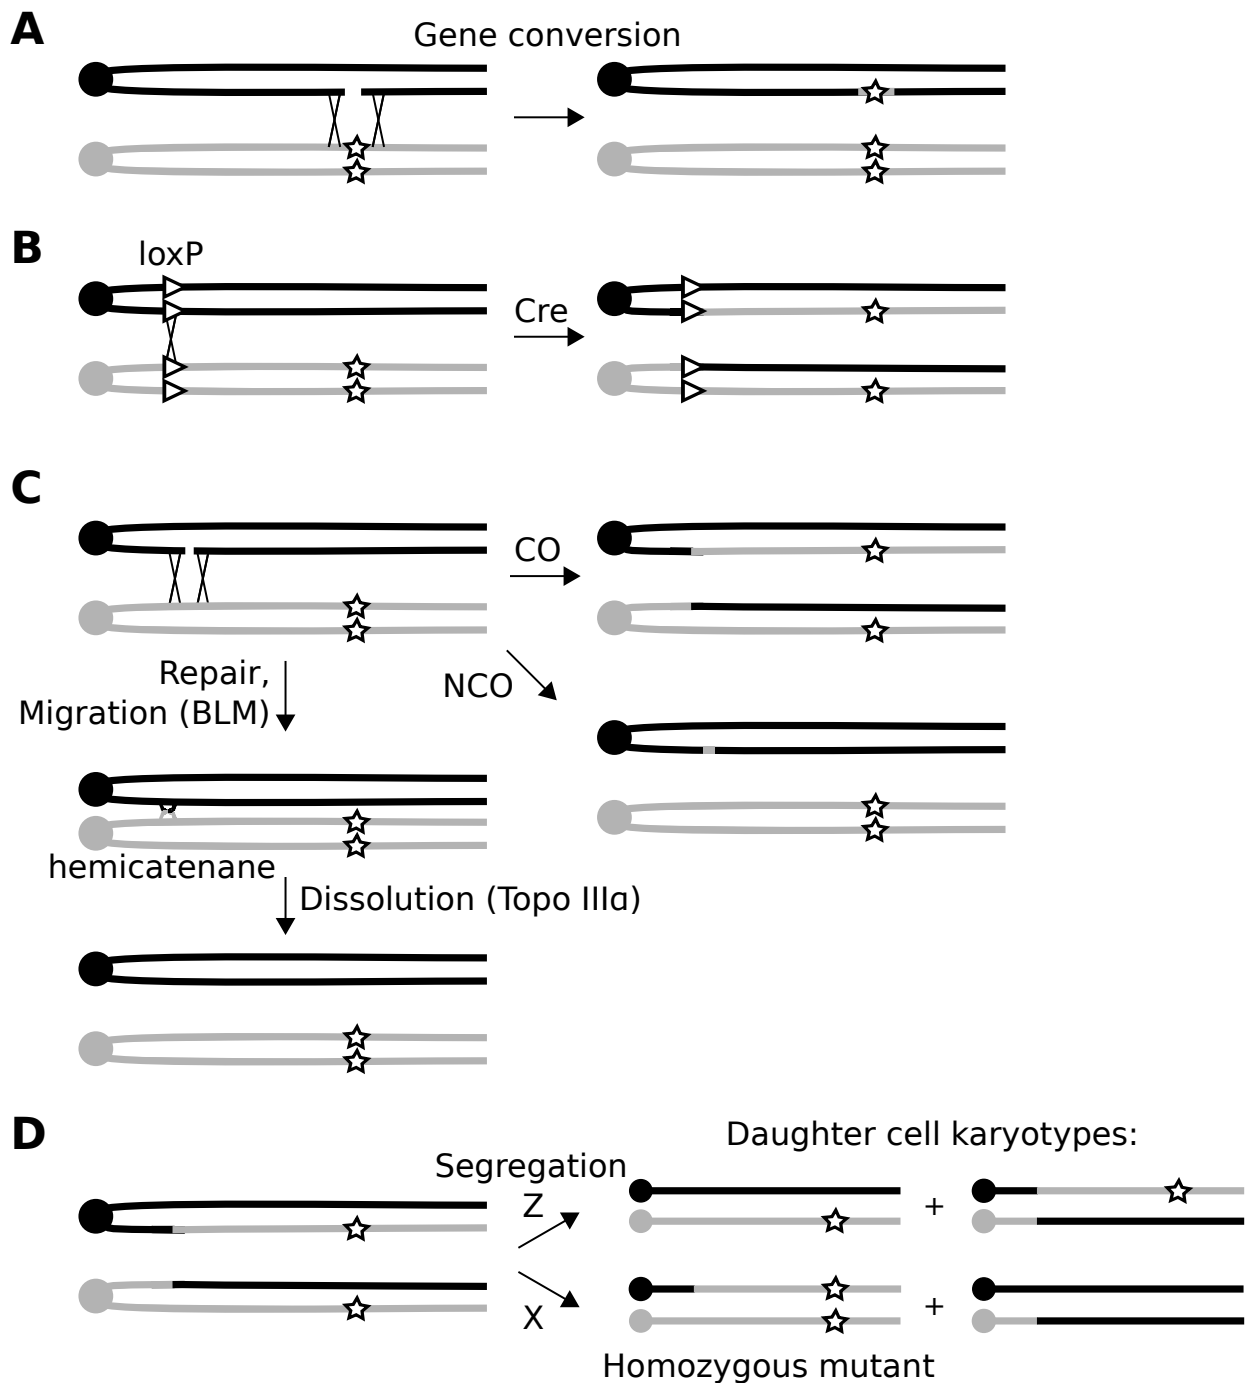 A
Gene conversion
B
loxP
Cre
C
CO
Repair,
Migration (BLM)
NCO
hemicatenane
Dissolution (Topo IIIα)
D
Daughter cell karyotypes:
Segregation
Z
+
X
+
Homozygous mutant